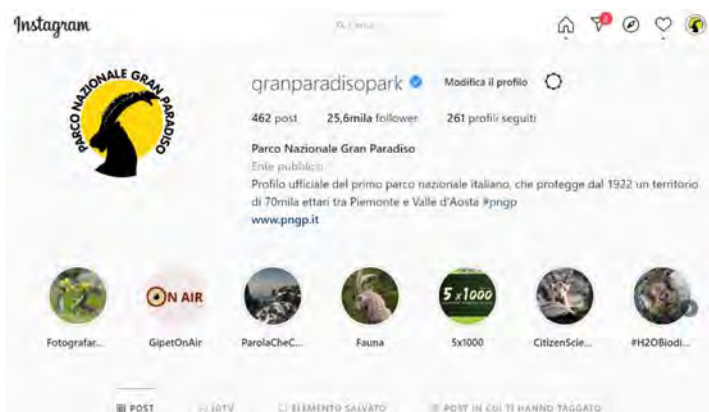 Instagram
2
PARCO NAZIONALE GRAN PARADISO
granparadisopark
Modifica il profilo
462 post 25,6mila follower 261 profili seguiti
Parco Nazionale Gran Paradiso
Ente pubblico
Profilo ufficiale del primo parco nazionale italiano, che protegge dal 1922 un territorio
di 70mila ettari tra Piemonte e Valle d'Aosta #pngp
www.pngp.it
ON AIR
5x1000
Fotografar... GipetOnAir ParolaCheC... Fauna 5x1000 CitizenScie... #H2OBiodi...
POST IGTV ELEMENTO SALVATO POST IN CUI TI HANNO TAGGATO